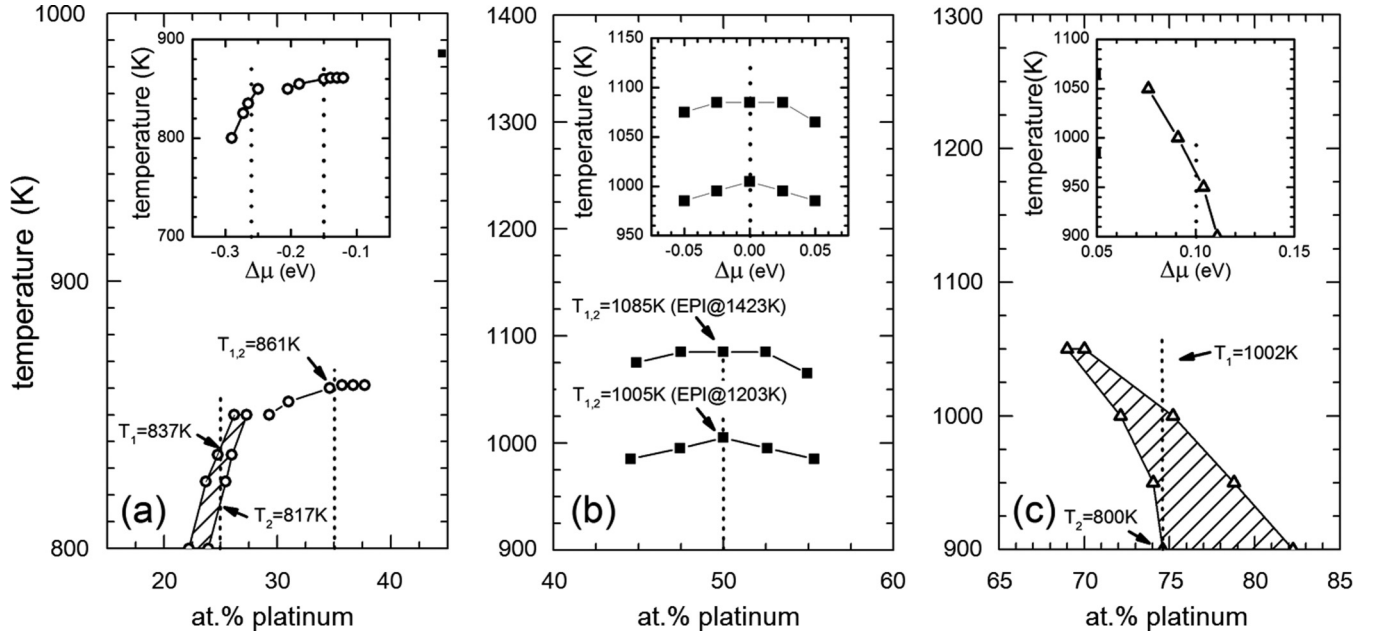 temperature (K)
1000
900
800
20
30
40
at.% platinum
(a)
T1,2=861K
T1=837K
T2=817K
temperature (K)
900
800
700
-0.3
-0.2
-0.1
Δμ (eV)
temperature (K)
1400
1300
1200
1100
1000
900
40
50
60
at.% platinum
(b)
T1,2=1085K (EPI@1423K)
T1,2=1005K (EPI@1203K)
temperature (K)
1150
1100
1050
1000
950
-0.05
0.00
0.05
Δμ (eV)
temperature (K)
1300
1200
1100
1000
900
65
70
75
80
85
at.% platinum
(c)
T1=1002K
T2=800K
temperature(K)
1100
1050
1000
950
900
0.05
0.10
0.15
Δμ (eV)